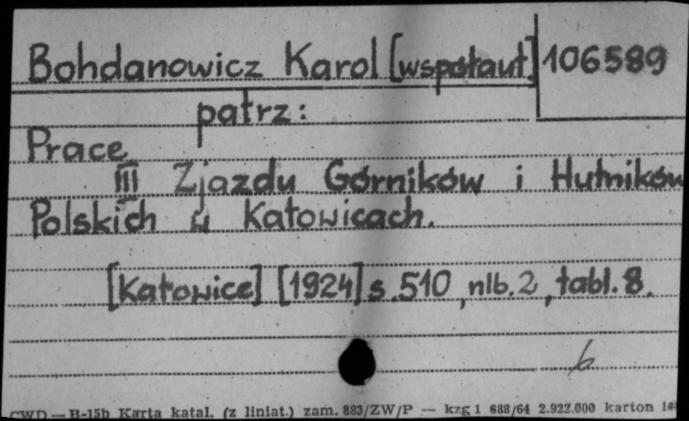 Bohdanowicz Karol [współaut.] 106589
patrz:
Prace
III Zjazdu Górników i Hutników
Polskich w Katowicach.
[Katowice] [1924] s. 510, nlb. 2, tabl. 8.
b
CWD — B-15b Karta katal. (z liniat.) zam. 883/ZW/P — kzg 1 688/64 2.922.000 karton